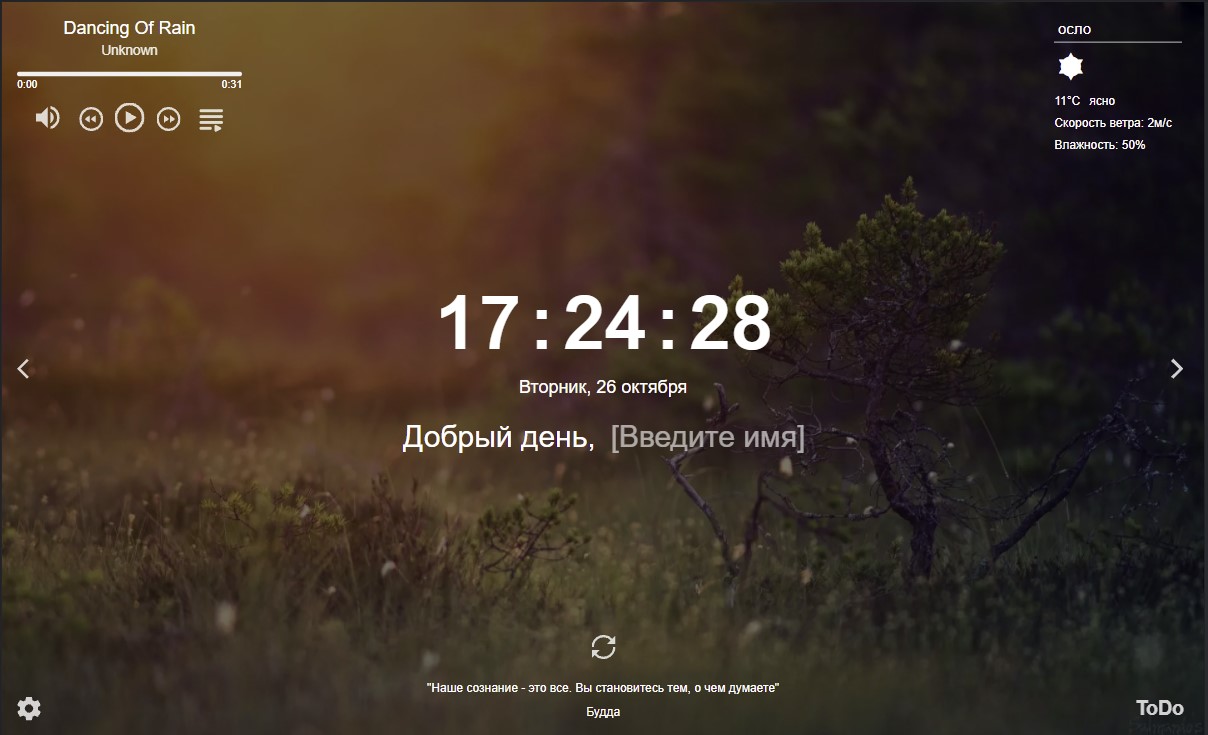 Dancing Of Rain
Unknown
0:00 0:31
осло
11°C ясно
Скорость ветра: 2м/с
Влажность: 50%
17:24:28
Вторник, 26 октября
Добрый день, [Введите имя]
"Наше сознание - это все. Вы становитесь тем, о чем думаете"
Будда
ToDo